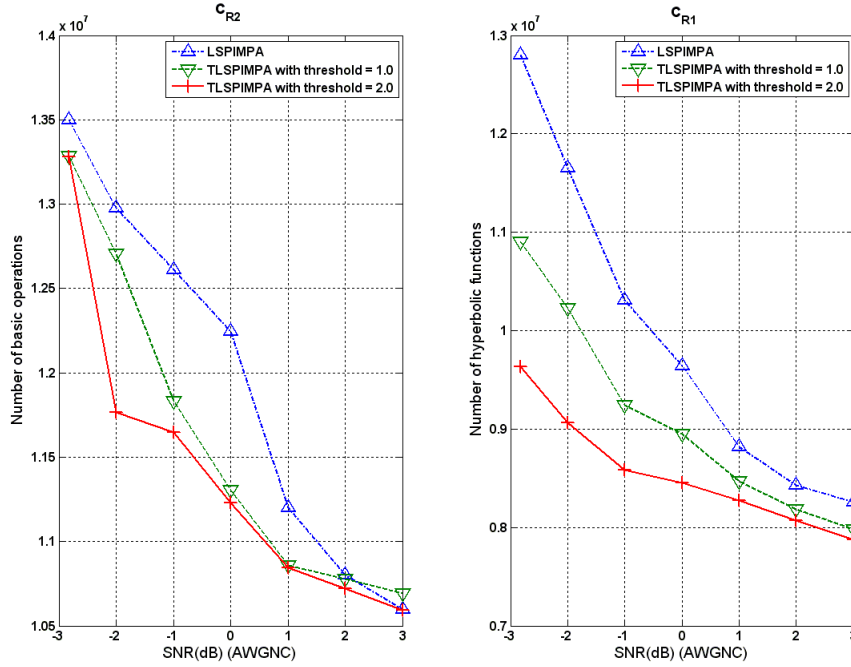 c_R2
x 10^7
1.4
1.35
1.3
1.25
1.2
1.15
1.1
1.05
-3 -2 -1 0 1 2 3
Number of basic operations
SNR(dB) (AWGNC)
LSPIMPA
TLSPIMPA with threshold = 1.0
TLSPIMPA with threshold = 2.0
c_R1
x 10^7
1.3
1.2
1.1
1
0.9
0.8
0.7
-3 -2 -1 0 1 2 3
Number of hyperbolic functions
SNR(dB) (AWGNC)
LSPIMPA
TLSPIMPA with threshold = 1.0
TLSPIMPA with threshold = 2.0